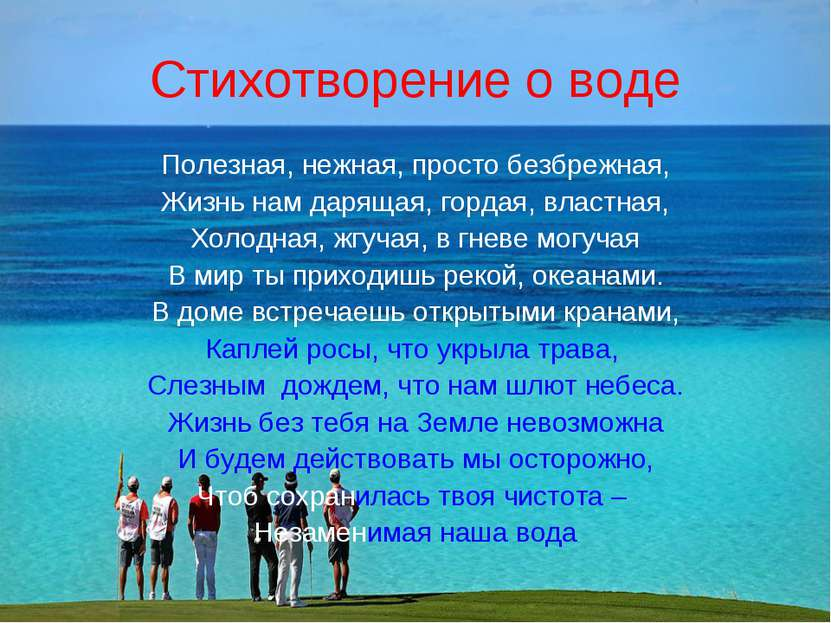 Стихотворение о воде
Полезная, нежная, просто безбрежная,
Жизнь нам дарящая, гордая, властная,
Холодная, жгучая, в гневе могучая
В мир ты приходишь рекой, океанами.
В доме встречаешь открытыми кранами,
Каплей росы, что укрыла трава,
Слезным  дождем, что нам шлют небеса.
Жизнь без тебя на Земле невозможна
И будем действовать мы осторожно,
Чтоб сохранилась твоя чистота –
Незаменимая наша вода